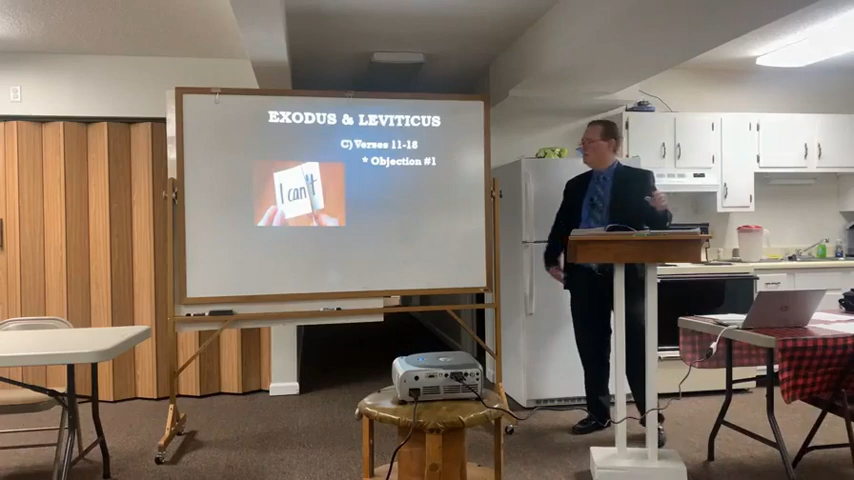 EXODUS & LEVITICUS
C) Verses 11-18
* Objection #1
I can't